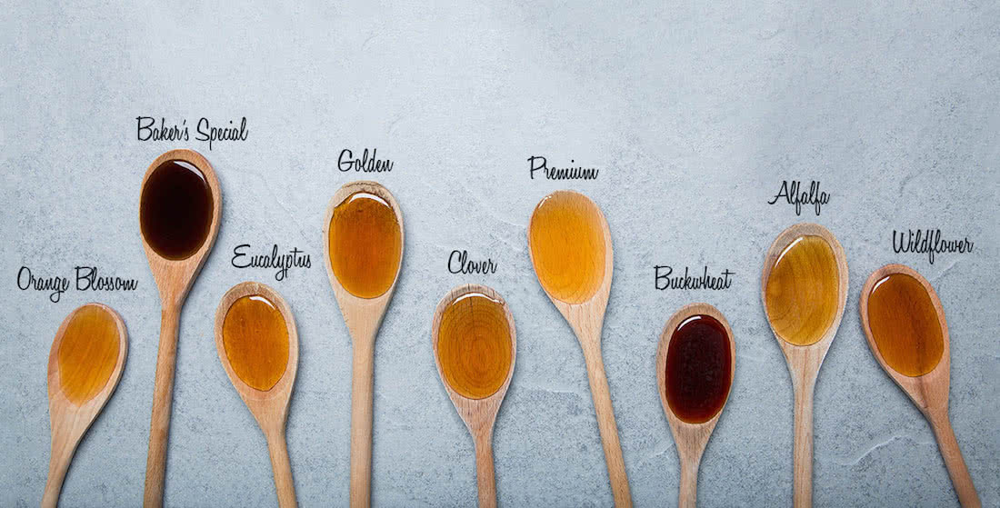 Orange Blossom
Baker's Special
Eucalyptus
Golden
Clover
Premium
Buckwheat
Alfalfa
Wildflower